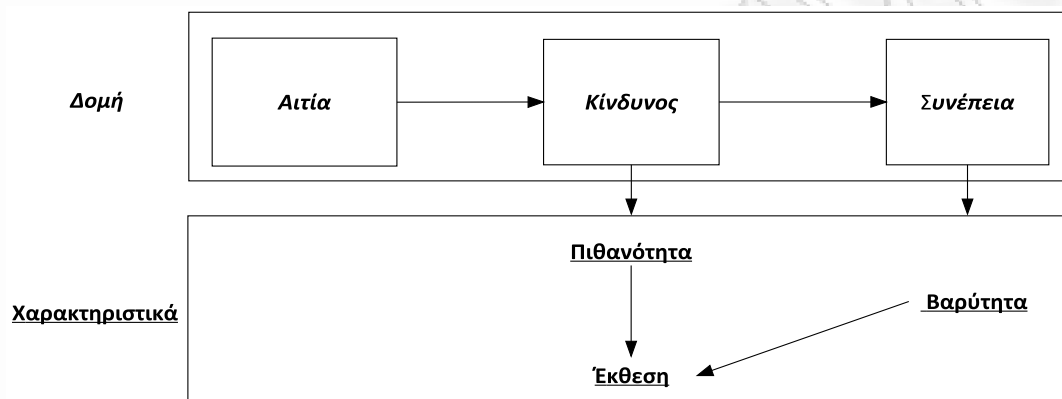 Δομή
Αιτία
Κίνδυνος
Συνέπεια
Πιθανότητα
Χαρακτηριστικά
Βαρύτητα
Έκθεση